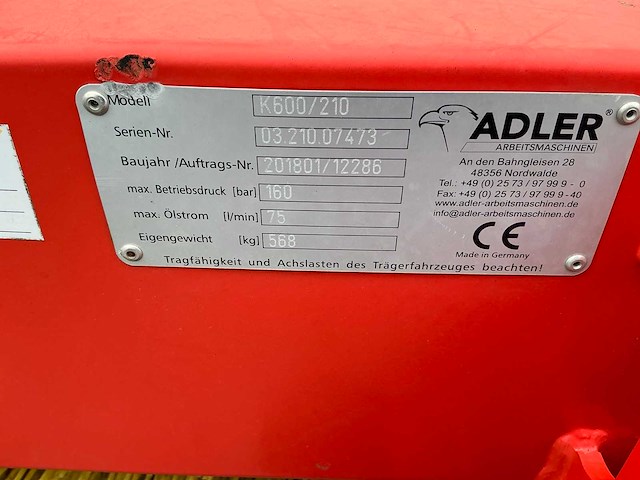 Modell K600/210
Serien-Nr. 03.210.07473
Baujahr /Auftrags-Nr. 201801/12286
max. Betriebsdruck [bar] 160
max. Ölstrom [l/min] 75
Eigengewicht [kg] 568
ADLER®
ARBEITSMASCHINEN
An den Bahngleisen 28
48356 Nordwalde
Tel.: +49 (0) 25 73 / 97 99 9 - 0
Fax: +49 (0) 25 73 / 97 99 9 - 40
www.adler-arbeitsmaschinen.de
info@adler-arbeitsmaschinen.de
CE
Made in Germany
Tragfähigkeit und Achslasten des Trägerfahrzeuges beachten!